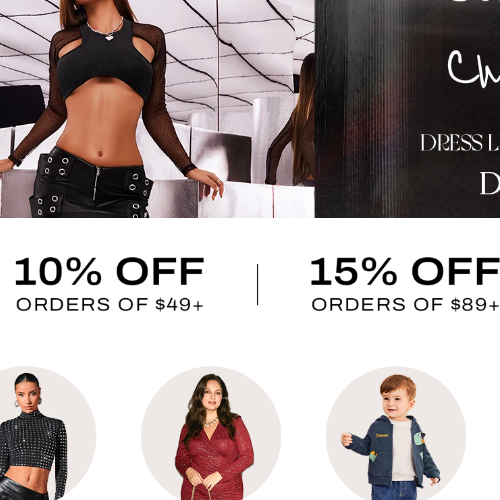 DRESS
10% OFF
15% OFF
ORDERS OF $49+
ORDERS OF $89+